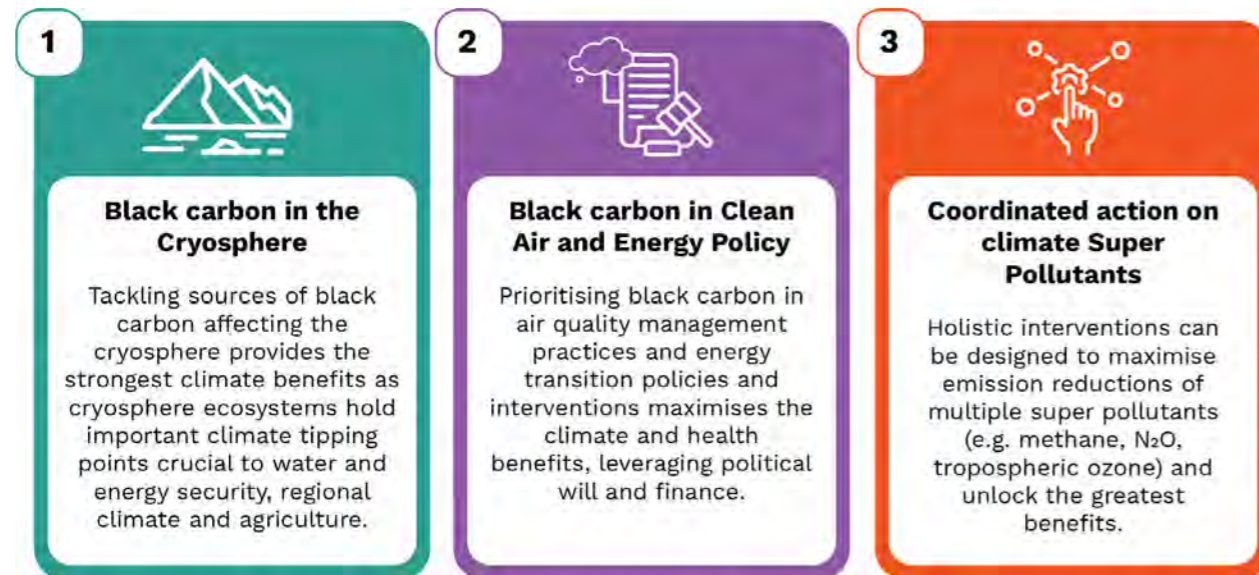 1
Black carbon in the
Cryosphere
Tackling sources of black
carbon affecting the
cryosphere provides the
strongest climate benefits as
cryosphere ecosystems hold
important climate tipping
points crucial to water and
energy security, regional
climate and agriculture.
2
Black carbon in Clean
Air and Energy Policy
Prioritising black carbon in
air quality management
practices and energy
transition policies and
interventions maximises the
climate and health
benefits, leveraging political
will and finance.
3
Coordinated action on
climate Super
Pollutants
Holistic interventions can
be designed to maximise
emission reductions of
multiple super pollutants
(e.g. methane, N₂O,
tropospheric ozone) and
unlock the greatest
benefits.